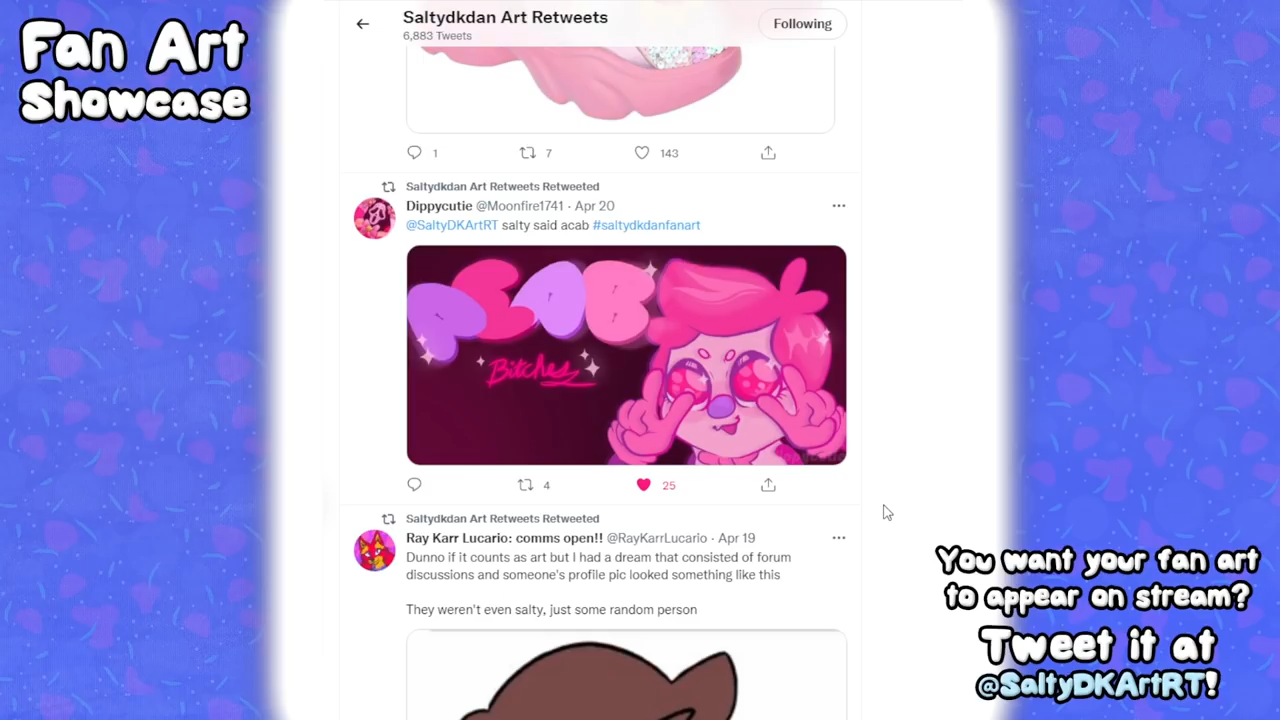 Fan Art
Showcase
Saltydkdan Art Retweets
6,883 Tweets
Following
1
7
143
Saltydkdan Art Retweets Retweeted
Dippycutie @Moonfire1741 · Apr 20
@SaltyDKArtRT salty said acab #saltydkdanfanart
ACAB
Bitches
4
25
Saltydkdan Art Retweets Retweeted
Ray Karr Lucario: comms open!! @RayKarrLucario · Apr 19
Dunno if it counts as art but I had a dream that consisted of forum
discussions and someone's profile pic looked something like this
They weren't even salty, just some random person
You want your fan art
to appear on stream?
Tweet it at
@SaltyDKArtRT!